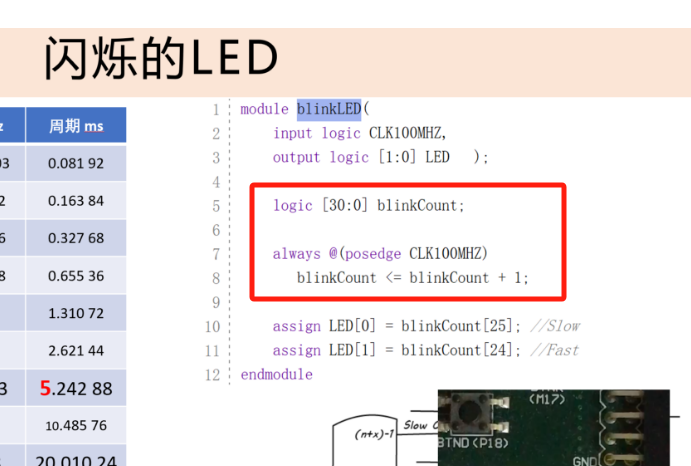 闪烁的LED
z
周期 ms
03
0.081 92
2
0.163 84
6
0.327 68
8
0.655 36
1.310 72
2.621 44
3
5.242 88
10.485 76
20.010 24
1 module blinkLED(
2 input logic CLK100MHZ,
3 output logic [1:0] LED );
4
5 logic [30:0] blinkCount;
6
7 always @(posedge CLK100MHZ)
8 blinkCount <= blinkCount + 1;
9
10 assign LED[0] = blinkCount[25]; //Slow
11 assign LED[1] = blinkCount[24]; //Fast
12 endmodule
(n+x)-1
Slow
(M17)
BTND(P18)
GND